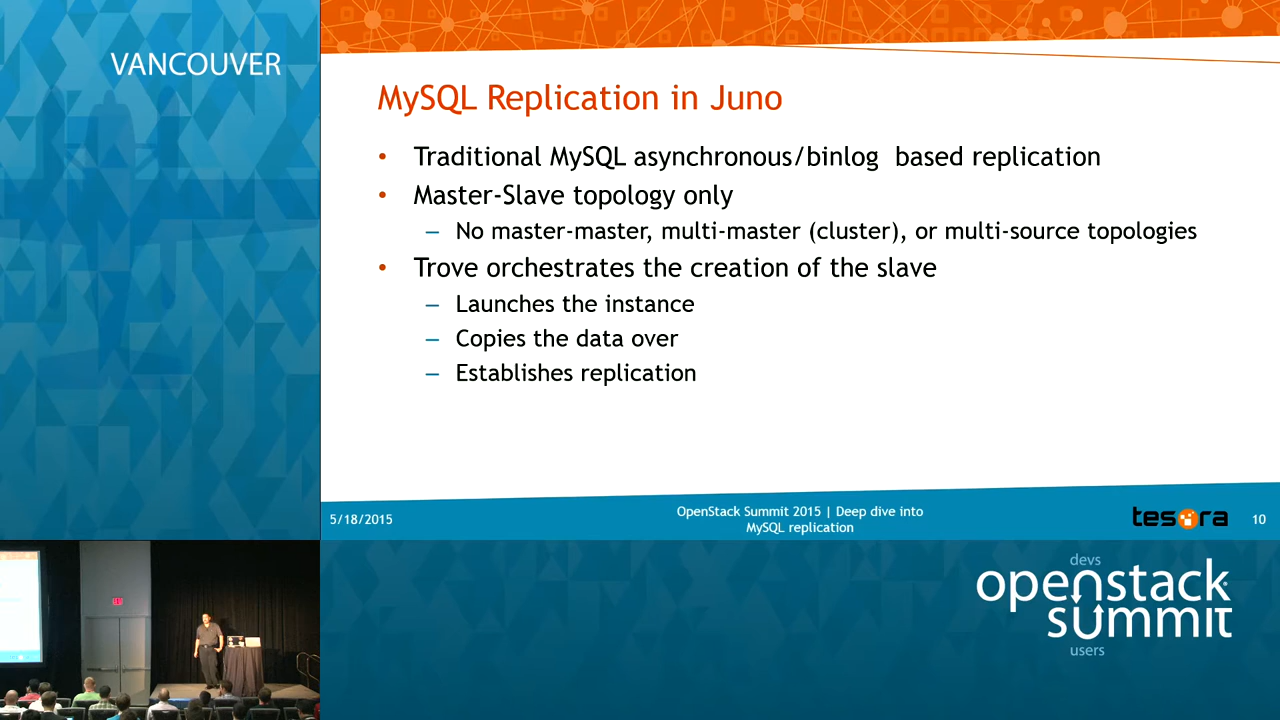 VANCOUVER
MySQL Replication in Juno
• Traditional MySQL asynchronous/binlog based replication
• Master-Slave topology only
– No master-master, multi-master (cluster), or multi-source topologies
• Trove orchestrates the creation of the slave
– Launches the instance
– Copies the data over
– Establishes replication
5/18/2015
OpenStack Summit 2015 | Deep dive into
MySQL replication
tesora
10
devs
openstack
summit
users